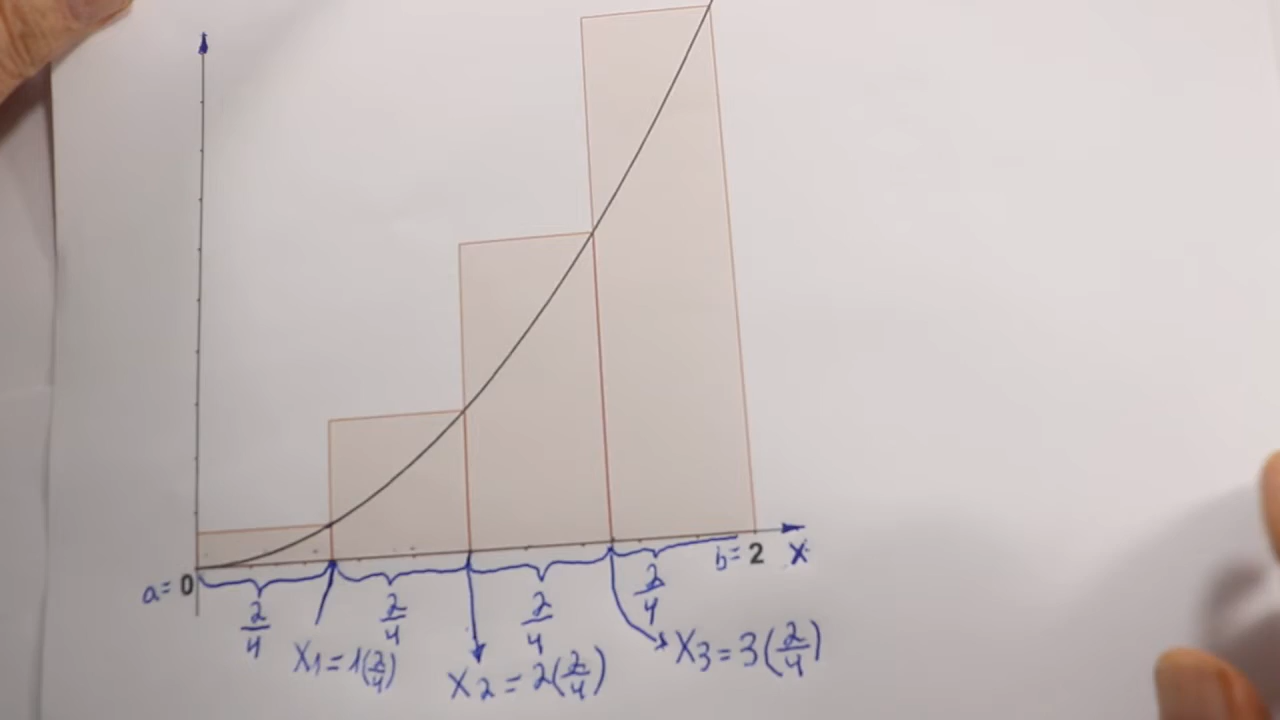 a= 0
b= 2 X
2/4
2/4
2/4
2/4
X1=1(2/4)
X2=2(2/4)
X3=3(2/4)